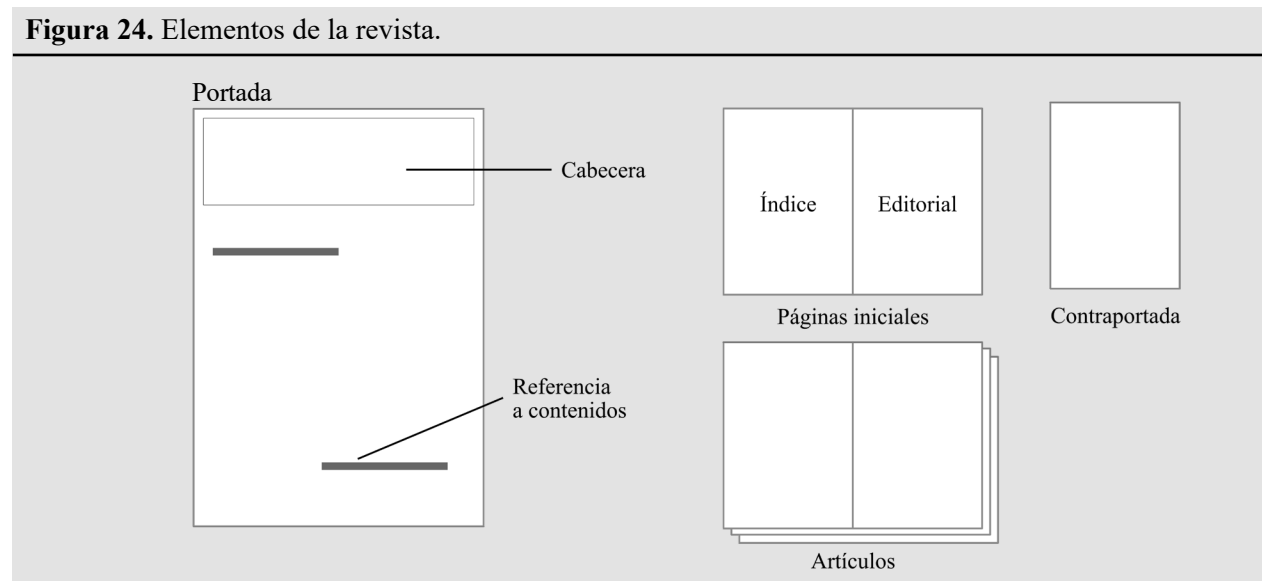 Figura 24. Elementos de la revista.
Portada
Cabecera
Referencia
a contenidos
Índice
Editorial
Páginas iniciales
Contraportada
Artículos